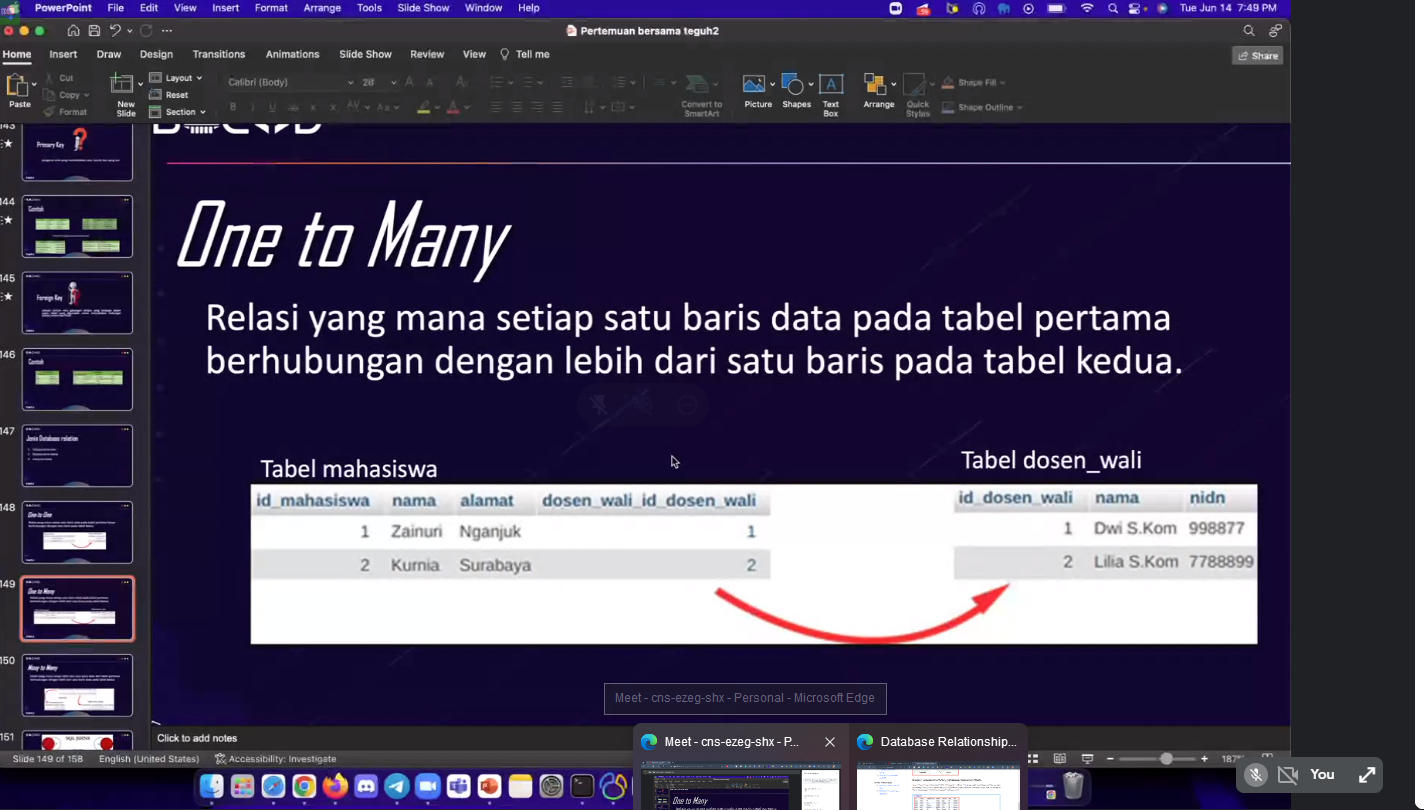 PowerPoint File Edit View Insert Format Arrange Tools Slide Show Window Help Tue Jun 14 7:49 PM
Pertemuan bersama teguh2
Home Insert Draw Design Transitions Animations Slide Show Review View Tell me Share
Paste Cut Copy Format
New Slide Layout Reset Section
Calibri (Body) 28
Convert to SmartArt
Picture Shapes Text Box Arrange Quick Styles Shape Fill Shape Outline
143
Primary Key
144
Contoh
145
Foreign Key
146
Contoh
147
Jenis Database relation
148
One to One
149
One to Many
150
Many to Many
151
One to Many
Relasi yang mana setiap satu baris data pada tabel pertama
berhubungan dengan lebih dari satu baris pada tabel kedua.
Tabel mahasiswa
id_mahasiswa nama alamat dosen_wali_id_dosen_wali
1 Zainuri Nganjuk 1
2 Kurnia Surabaya 2
Tabel dosen_wali
id_dosen_wali nama nidn
1 Dwi S.Kom 998877
2 Lilia S.Kom 7788899
Meet - cns-ezeg-shx - Personal - Microsoft Edge
Click to add notes
Meet - cns-ezeg-shx - P...
Database Relationship...
Slide 149 of 158 English (United States) Accessibility: Investigate 187%
One to Many
You